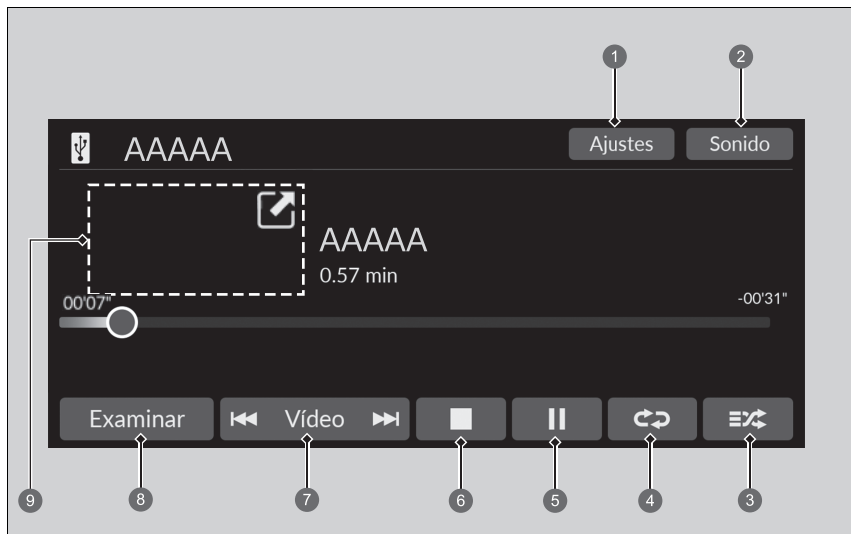 1 2
AAAAA Ajustes Sonido
AAAAA
0.57 min
00'07" -00'31"
Examinar Vídeo
9 8 7 6 5 4 3